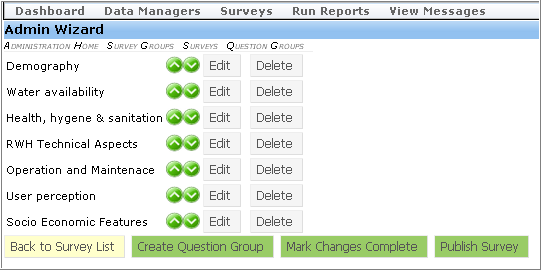 Dashboard Data Managers Surveys Run Reports View Messages
Admin Wizard
Administration Home Survey Groups Surveys Question Groups
Demography Edit Delete
Water availability Edit Delete
Health, hygene & sanitation Edit Delete
RWH Technical Aspects Edit Delete
Operation and Maintenace Edit Delete
User perception Edit Delete
Socio Economic Features Edit Delete
Back to Survey List Create Question Group Mark Changes Complete Publish Survey